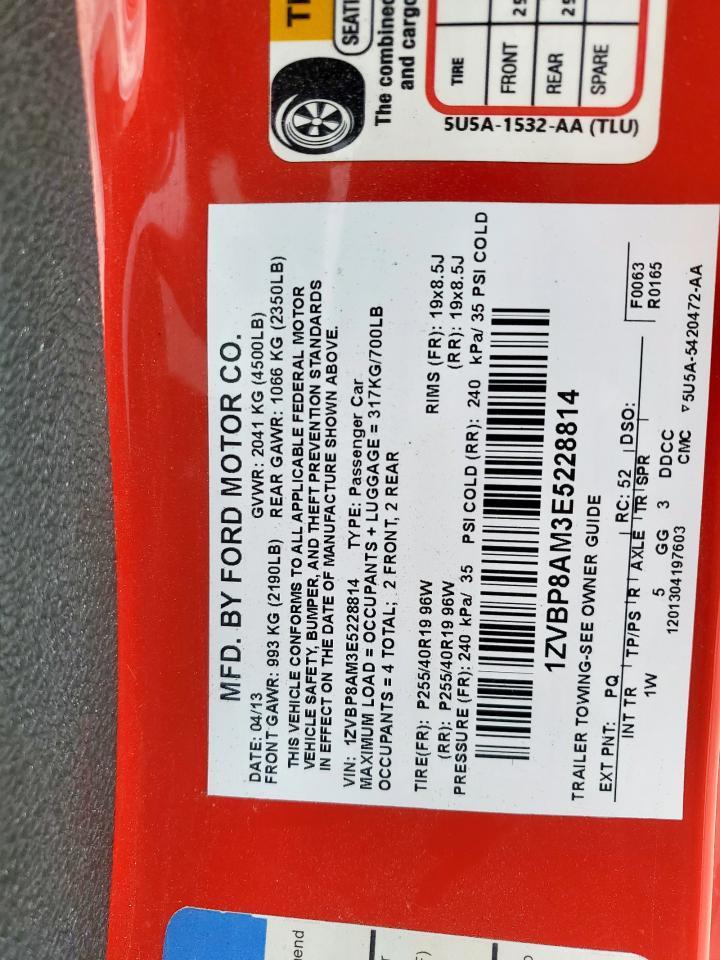 MFD. BY FORD MOTOR CO.
DATE: 04/13 GVWR: 2041 KG (4500LB)
FRONT GAWR: 993 KG (2190LB) REAR GAWR: 1066 KG (2350LB)
THIS VEHICLE CONFORMS TO ALL APPLICABLE FEDERAL MOTOR
VEHICLE SAFETY, BUMPER, AND THEFT PREVENTION STANDARDS
IN EFFECT ON THE DATE OF MANUFACTURE SHOWN ABOVE.
VIN: 1ZVBP8AM3E5228814 TYPE: Passenger Car
MAXIMUM LOAD = OCCUPANTS + LUGGAGE = 317KG/700LB
OCCUPANTS = 4 TOTAL; 2 FRONT, 2 REAR
TIRE(FR): P255/40R19 96W RIMS (FR): 19x8.5J
(RR): P255/40R19 96W (RR): 19x8.5J
PRESSURE (FR): 240 kPa/ 35 PSI COLD (RR): 240 kPa/ 35 PSI COLD
1ZVBP8AM3E5228814
TRAILER TOWING-SEE OWNER GUIDE
EXT PNT: PQ RC: 52 DSO: F0063
INT TR TP/PS R AXLE TR SPR R0165
1W 5 GG 3 DDCC
1201304197603 CMC ▽5U5A-5420472-AA
SEATI
The combined
and cargo
TIRE
FRONT
REAR
SPARE
5U5A-1532-AA (TLU)